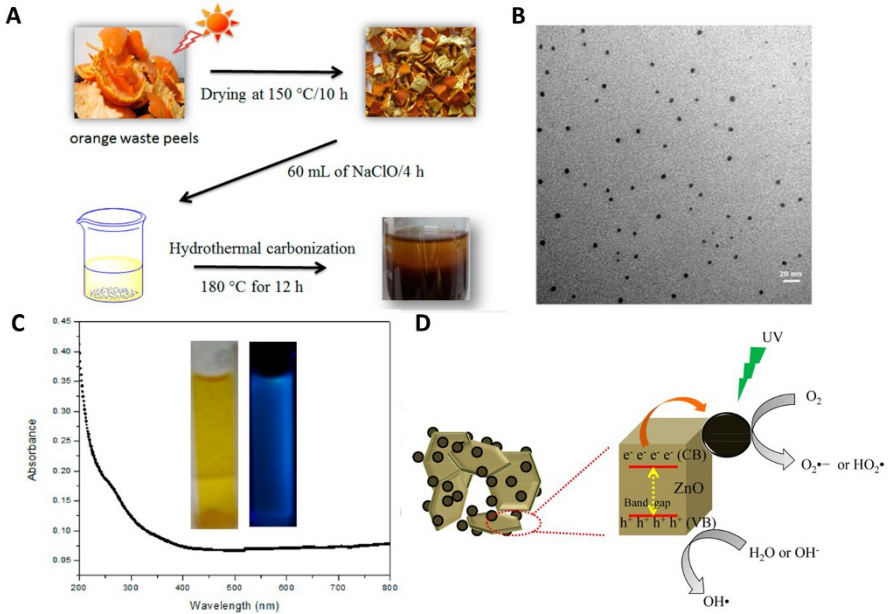 A
orange waste peels
Drying at 150 °C/10 h
60 mL of NaClO/4 h
Hydrothermal carbonization
180 °C for 12 h
B
20 nm
C
Absorbance
0.45
0.40
0.35
0.30
0.25
0.20
0.15
0.10
0.05
200
300
400
500
600
700
800
Wavelength (nm)
D
UV
O₂
O₂•− or HO₂•
e⁻ e⁻ e⁻ e⁻ (CB)
ZnO
Band gap
h⁺ h⁺ h⁺ h⁺ (VB)
H₂O or OH⁻
OH•